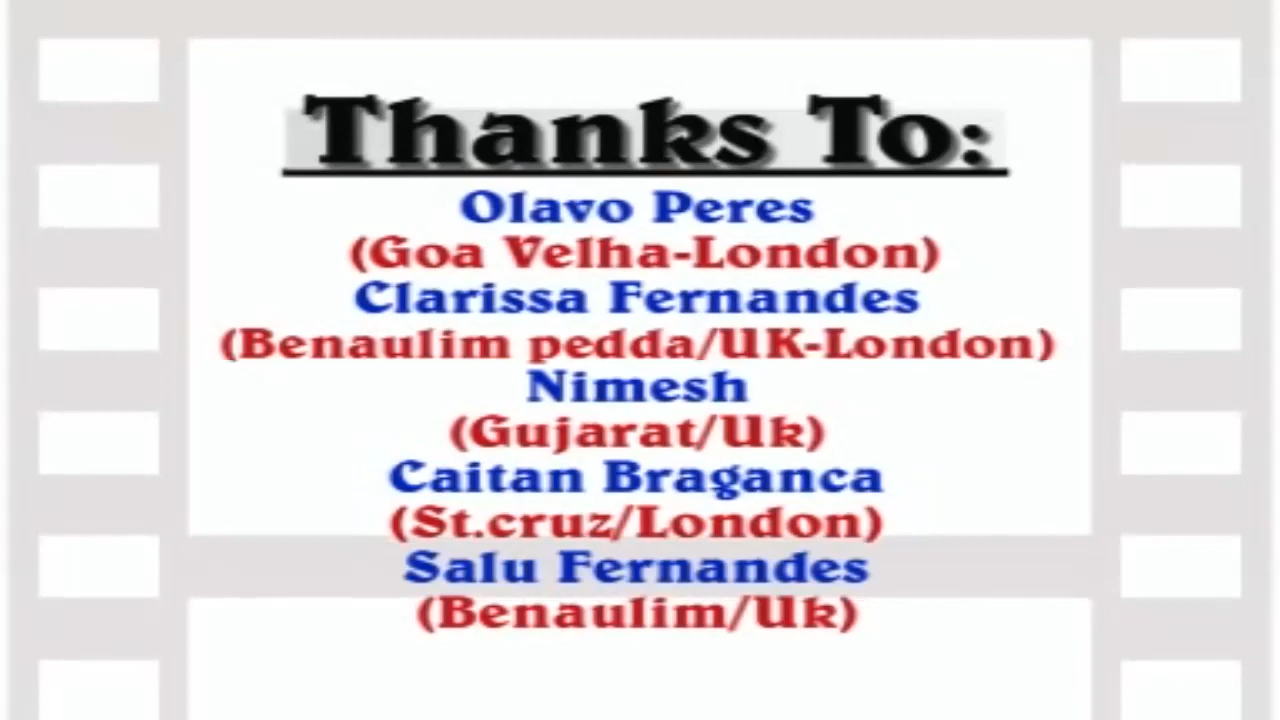 Thanks To:
Olavo Peres
(Goa Velha-London)
Clarissa Fernandes
(Benaulim pedda/UK-London)
Nimesh
(Gujarat/Uk)
Caitan Braganca
(St.cruz/London)
Salu Fernandes
(Benaulim/Uk)